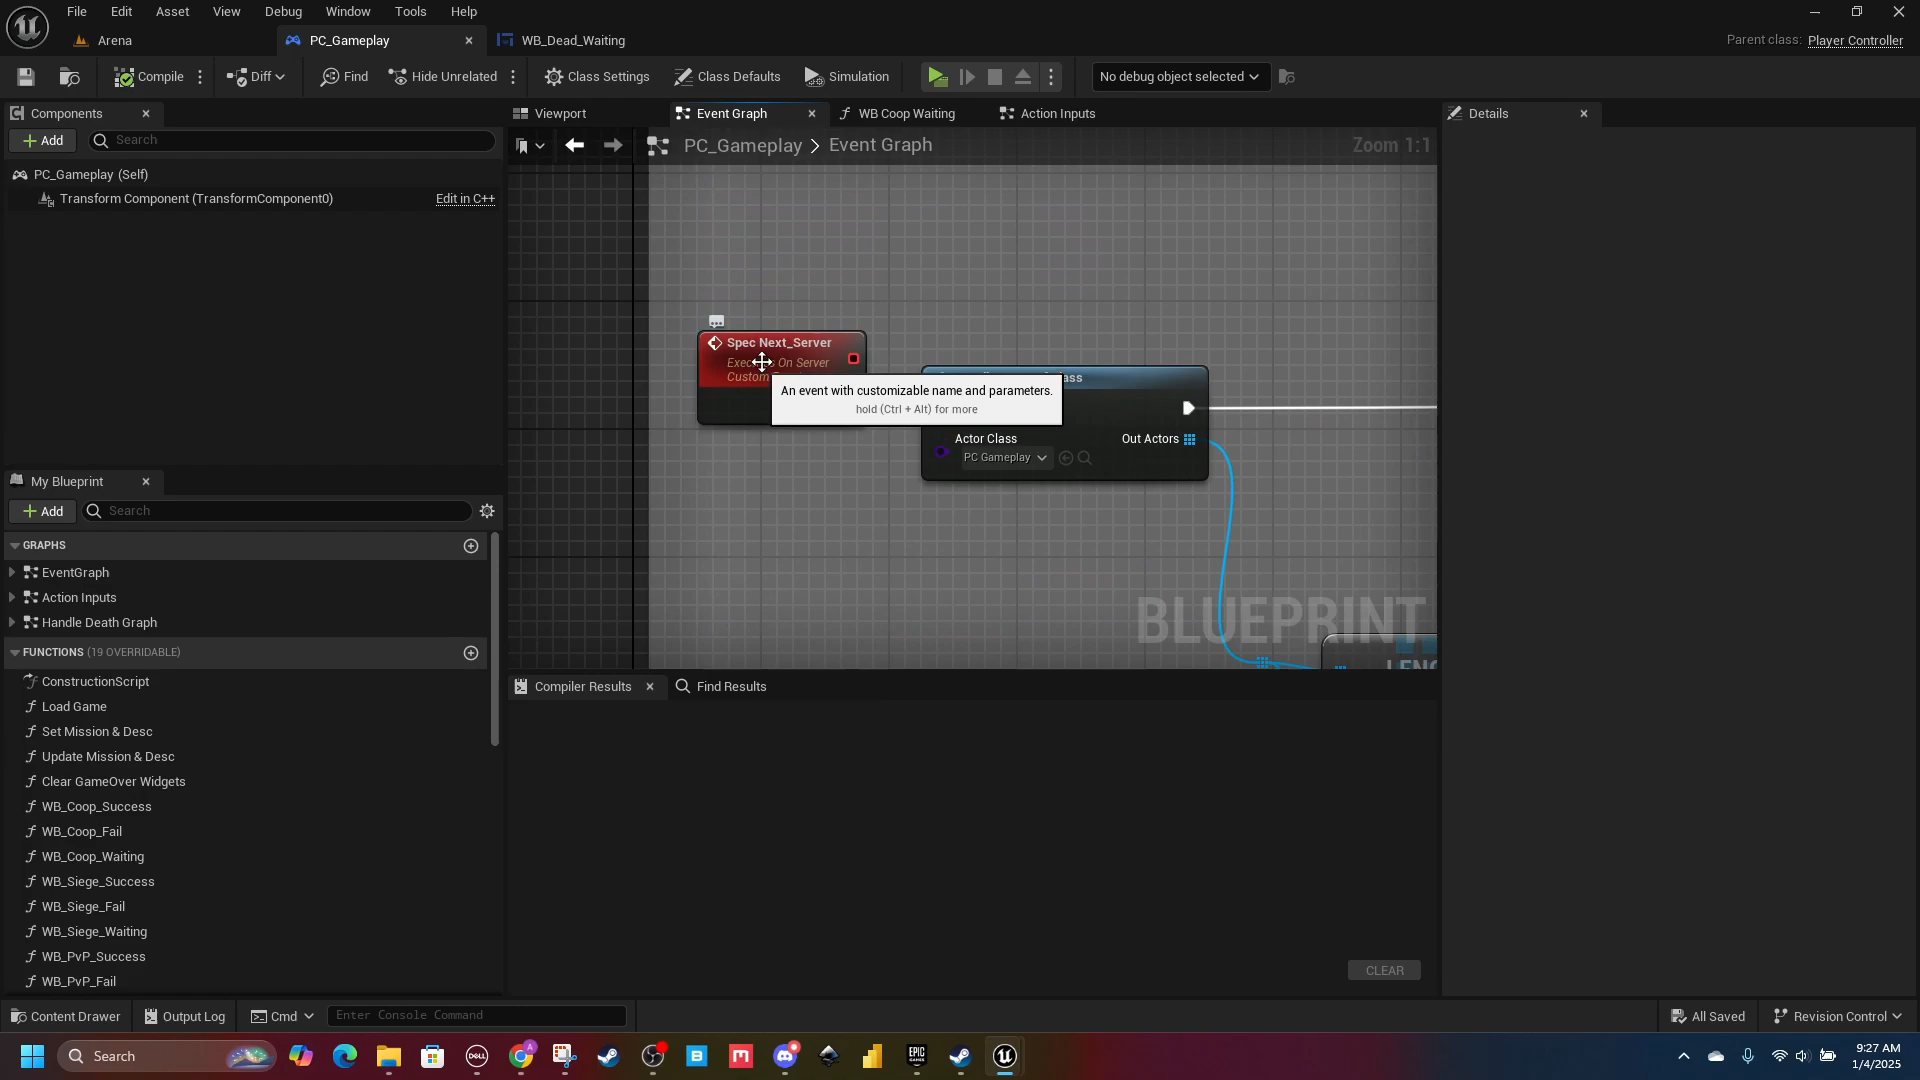 File Edit Asset View Debug Window Tools Help
Arena PC_Gameplay WB_Dead_Waiting Parent class: Player Controller
Compile Diff Find Hide Unrelated Class Settings Class Defaults Simulation No debug object selected
Components
Add Search
PC_Gameplay (Self)
Transform Component (TransformComponent0) Edit in C++
Viewport Event Graph WB Coop Waiting Action Inputs
PC_Gameplay > Event Graph Zoom 1:1
Spec Next_Server
On Server
Custom
An event with customizable name and parameters.
hold (Ctrl + Alt) for more
Actor Class
PC Gameplay
Out Actors
BLUEPRINT
Details
My Blueprint
Add Search
GRAPHS
EventGraph
Action Inputs
Handle Death Graph
FUNCTIONS (19 OVERRIDABLE)
ConstructionScript
Load Game
Set Mission & Desc
Update Mission & Desc
Clear GameOver Widgets
WB_Coop_Success
WB_Coop_Fail
WB_Coop_Waiting
WB_Siege_Success
WB_Siege_Fail
WB_Siege_Waiting
WB_PvP_Success
WB_PvP_Fail
Compiler Results Find Results
CLEAR
Content Drawer Output Log Cmd Enter Console Command All Saved Revision Control
Search
9:27 AM
1/4/2025